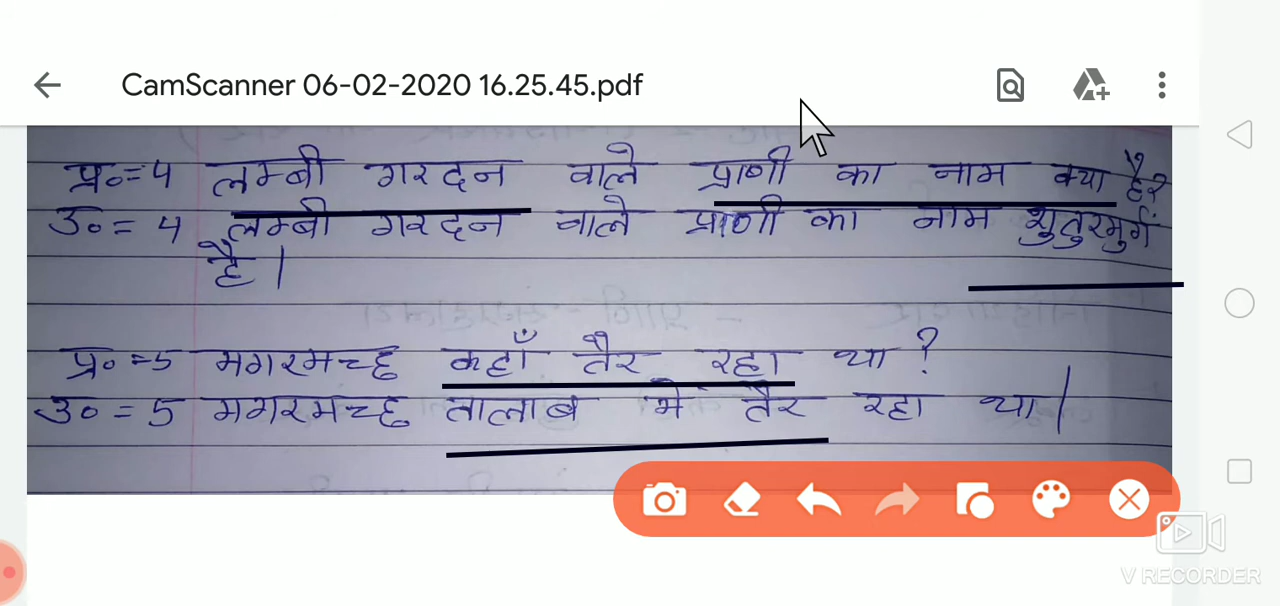 CamScanner 06-02-2020 16.25.45.pdf
प्र०=4 लम्बी गरदन वाले प्राणी का नाम क्या है?
उ०=4 लम्बी गरदन वाले प्राणी का नाम शुतुरमुर्ग
है।
प्र०=5 मगरमच्छ कहाँ तैर रहा था?
उ०=5 मगरमच्छ तालाब में तैर रहा था।
V RECORDER